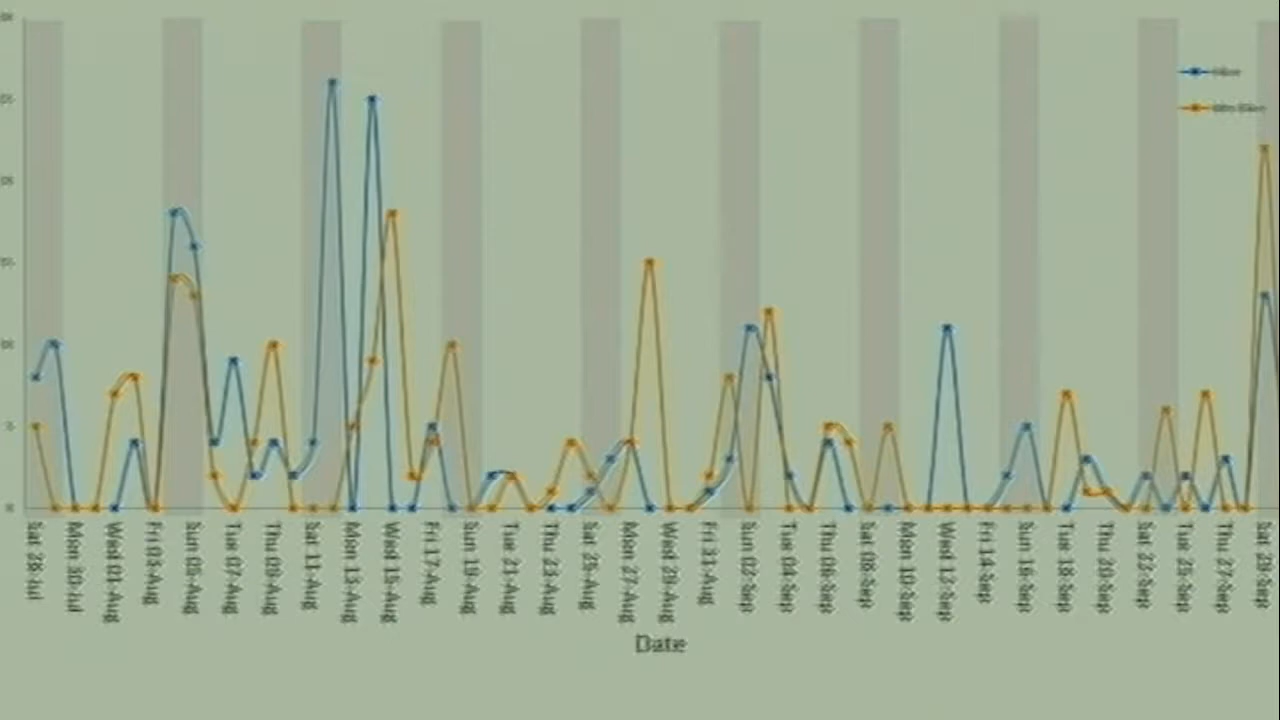 Sat 28-Jul
Mon 30-Jul
Wed 01-Aug
Fri 03-Aug
Sun 05-Aug
Tue 07-Aug
Thu 09-Aug
Sat 11-Aug
Mon 13-Aug
Wed 15-Aug
Fri 17-Aug
Sun 19-Aug
Tue 21-Aug
Thu 23-Aug
Sat 25-Aug
Mon 27-Aug
Wed 29-Aug
Fri 31-Aug
Sun 02-Sep
Tue 04-Sep
Thu 06-Sep
Sat 08-Sep
Mon 10-Sep
Wed 12-Sep
Fri 14-Sep
Sun 16-Sep
Tue 18-Sep
Thu 20-Sep
Sat 22-Sep
Tue 25-Sep
Thu 27-Sep
Sat 29-Sep
Date